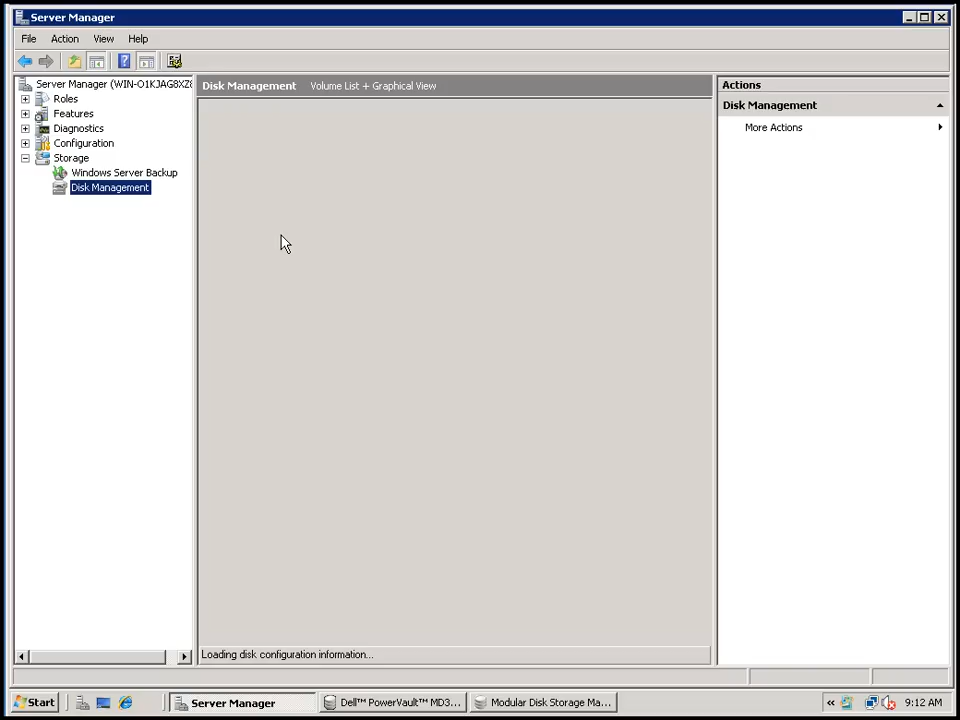 Server Manager
File Action View Help
Server Manager (WIN-O1KJAG8XZ
Roles
Features
Diagnostics
Configuration
Storage
Windows Server Backup
Disk Management
Disk Management Volume List + Graphical View
Loading disk configuration information...
Actions
Disk Management
More Actions
Start
Server Manager
Dell™ PowerVault™ MD3...
Modular Disk Storage Ma...
«
9:12 AM